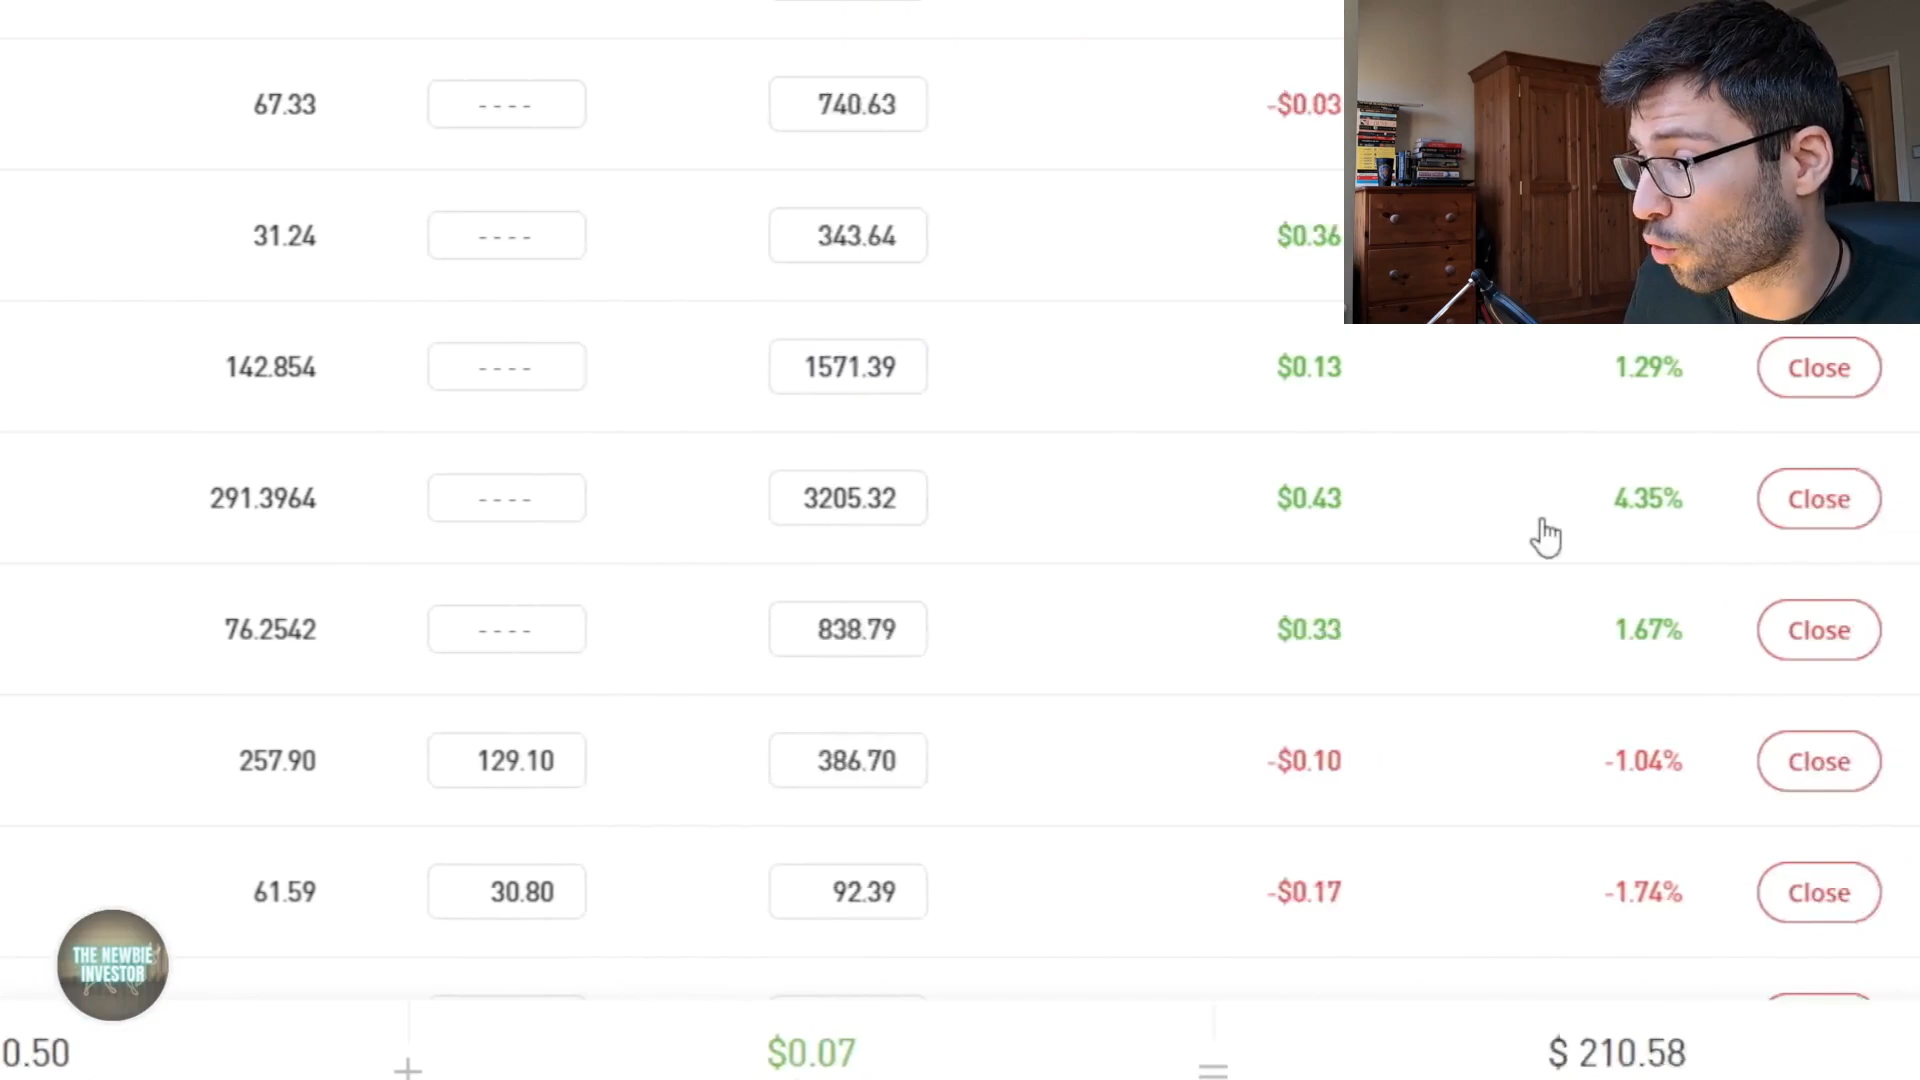 67.33 ---- 740.63 -$0.03
31.24 ---- 343.64 $0.36
142.854 ---- 1571.39 $0.13 1.29% Close
291.3964 ---- 3205.32 $0.43 4.35% Close
76.2542 ---- 838.79 $0.33 1.67% Close
257.90 129.10 386.70 -$0.10 -1.04% Close
61.59 30.80 92.39 -$0.17 -1.74% Close
THE NEWBIE
INVESTOR
0.50 + $0.07 = $ 210.58